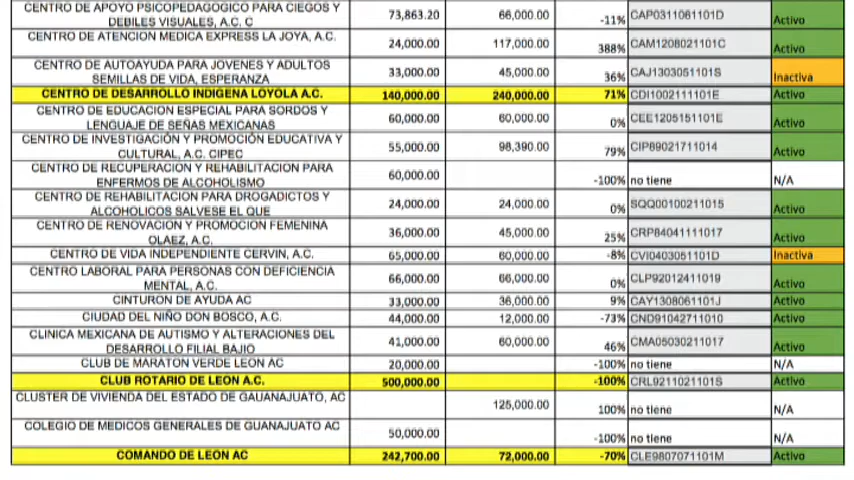 CENTRO DE APOYO PSICOPEDAGOGICO PARA CIEGOS Y
DEBILES VISUALES, A.C. C 73,863.20 66,000.00 -11% CAP0311061101D Activo
CENTRO DE ATENCION MEDICA EXPRESS LA JOYA, A.C. 24,000.00 117,000.00 388% CAM1208021101C Activo
CENTRO DE AUTOAYUDA PARA JOVENES Y ADULTOS
SEMILLAS DE VIDA, ESPERANZA 33,000.00 45,000.00 36% CAJ1303051101S Inactiva
CENTRO DE DESARROLLO INDIGENA LOYOLA A.C. 140,000.00 240,000.00 71% CDI1002111101E Activo
CENTRO DE EDUCACION ESPECIAL PARA SORDOS Y
LENGUAJE DE SEÑAS MEXICANAS 60,000.00 60,000.00 0% CEE1205151101E Activo
CENTRO DE INVESTIGACIÓN Y PROMOCIÓN EDUCATIVA Y
CULTURAL, A.C. CIPEC 55,000.00 98,390.00 79% CIP89021711014 Activo
CENTRO DE RECUPERACION Y REHABILITACION PARA
ENFERMOS DE ALCOHOLISMO 60,000.00 -100% no tiene N/A
CENTRO DE REHABILITACION PARA DROGADICTOS Y
ALCOHOLICOS SALVESE EL QUE 24,000.00 24,000.00 0% SQQ00100211015 Activo
CENTRO DE RENOVACION Y PROMOCION FEMENINA
OLAEZ, A.C. 36,000.00 45,000.00 25% CRP84041111017 Activo
CENTRO DE VIDA INDEPENDIENTE CERVIN, A.C. 65,000.00 60,000.00 -8% CVI0403051101D Inactiva
CENTRO LABORAL PARA PERSONAS CON DEFICIENCIA
MENTAL, A.C. 66,000.00 66,000.00 0% CLP92012411019 Activo
CINTURON DE AYUDA AC 33,000.00 36,000.00 9% CAY1308061101J Activo
CIUDAD DEL NIÑO DON BOSCO, A.C. 44,000.00 12,000.00 -73% CND91042711010 Activo
CLINICA MEXICANA DE AUTISMO Y ALTERACIONES DEL
DESARROLLO FILIAL BAJIO 41,000.00 60,000.00 46% CMA05030211017 Activo
CLUB DE MARATON VERDE LEON AC 20,000.00 -100% no tiene N/A
CLUB ROTARIO DE LEON A.C. 500,000.00 -100% CRL9211021101S Activo
CLUSTER DE VIVIENDA DEL ESTADO DE GAUANAJUATO, AC 125,000.00 100% no tiene N/A
COLEGIO DE MEDICOS GENERALES DE GUANAJUATO AC 50,000.00 -100% no tiene N/A
COMANDO DE LEON AC 242,700.00 72,000.00 -70% CLE9807071101M Activo